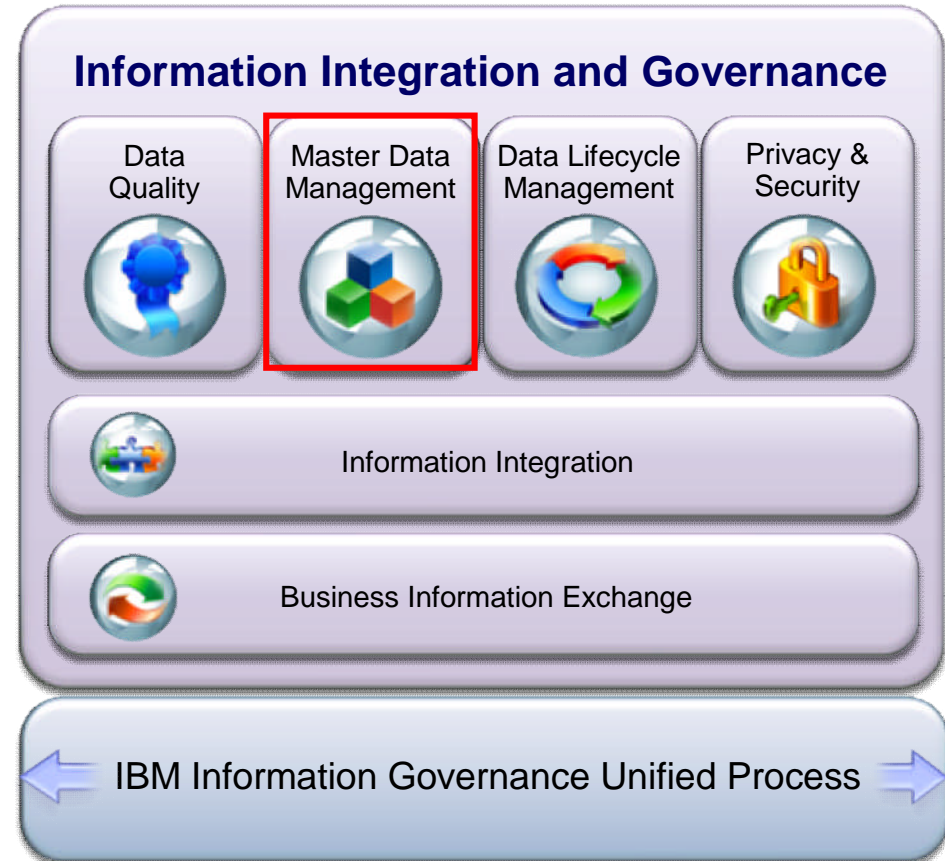 Information Integration and Governance
Data
Quality
Master Data
Management
Data Lifecycle
Management
Privacy &
Security
Information Integration
Business Information Exchange
IBM Information Governance Unified Process